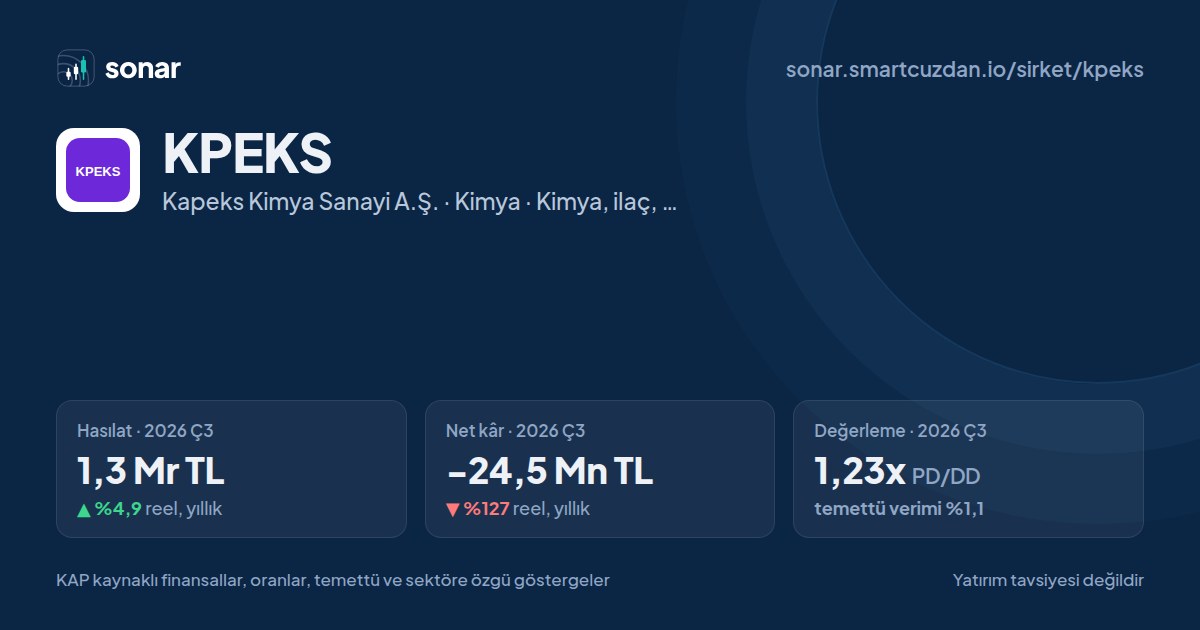 sonar
sonar.smartcuzdan.io/sirket/kpeks
KPEKS
KPEKS
Kapeks Kimya Sanayi A.Ş. · Kimya · Kimya, ilaç, ...
Hasılat · 2026 Ç3
1,3 Mr TL
▲ %4,9 reel, yıllık
Net kâr · 2026 Ç3
−24,5 Mn TL
▼ %127 reel, yıllık
Değerleme · 2026 Ç3
1,23x PD/DD
temettü verimi %1,1
KAP kaynaklı finansallar, oranlar, temettü ve sektöre özgü göstergeler
Yatırım tavsiyesi değildir